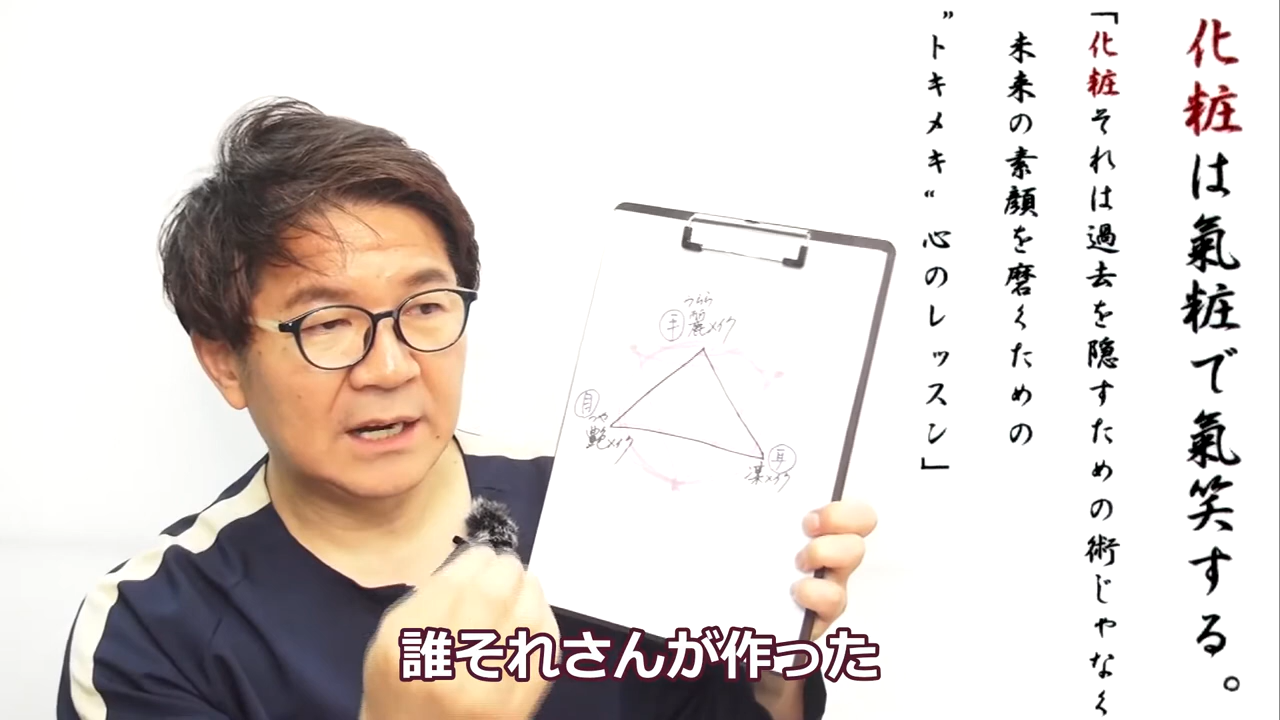 化粧は氣粧で氣笑する。
「化粧それは過去を隠すための術じゃなく
未来の素顔を磨くための
”トキメキ“心のレッスン」
手
麗メイク
目
つや
艶メイク
耳
凛メイク
誰それさんが作った